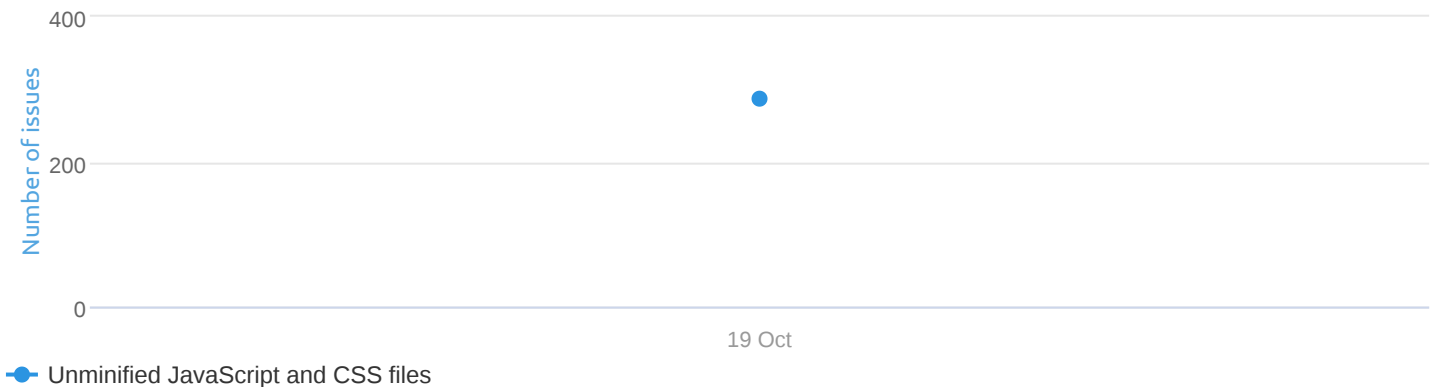 400
Number of issues
200
0
19 Oct
Unminified JavaScript and CSS files